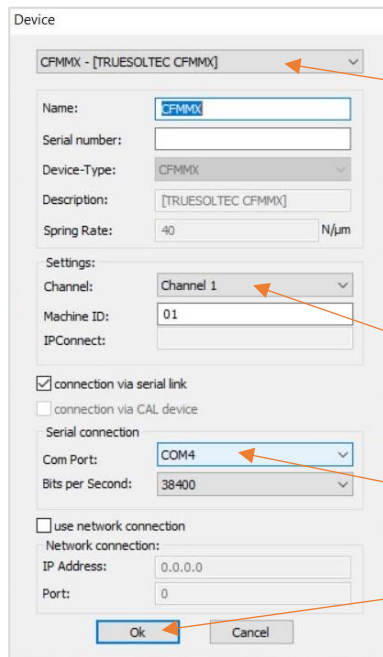 Device
CFMMX - [TRUESOLTEC CFMMX]
Name: CFMMX
Serial number:
Device-Type: CFMMX
Description: [TRUESOLTEC CFMMX]
Spring Rate: 40 N/µm
Settings:
Channel: Channel 1
Machine ID: 01
IPConnect:
connection via serial link
connection via CAL device
Serial connection
Com Port: COM4
Bits per Second: 38400
use network connection
Network connection:
IP Address: 0.0.0.0
Port: 0
Ok Cancel